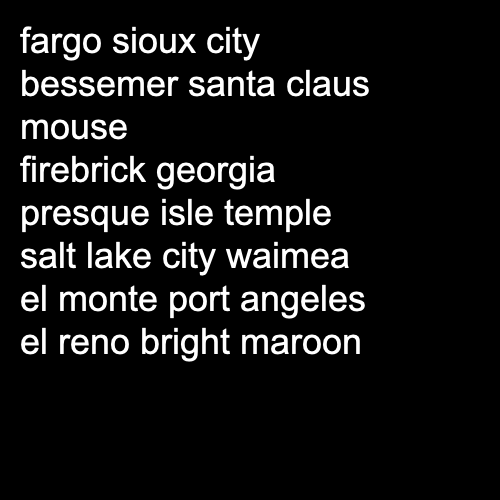 fargo sioux city
bessemer santa claus
mouse
firebrick georgia
presque isle temple
salt lake city waimea
el monte port angeles
el reno bright maroon